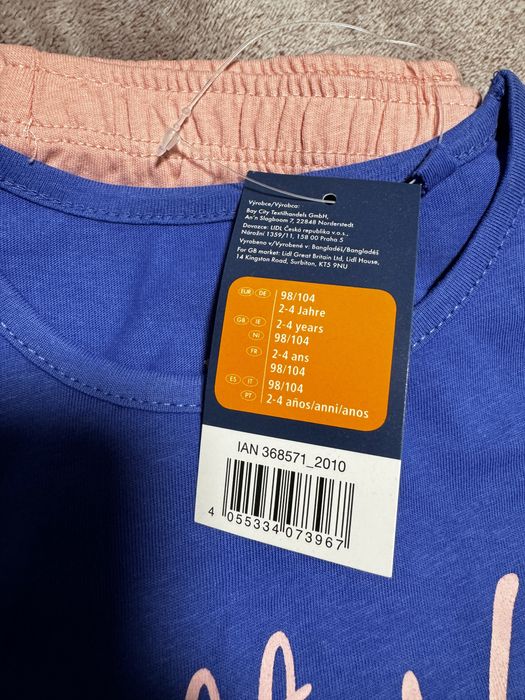 Výrobce/Výrobca:
Bay City Textilhandels GmbH,
An'n Slagboom 7, 22848 Norderstedt
Dovozce: LIDL Česká republika v.o.s.,
Nárožní 1359/11, 158 00 Praha 5
Vyrobeno v/Vyrobené v: Bangladéš/Bangladéš
For GB market: Lidl Great Britain Ltd, Lidl House,
14 Kingston Road, Surbiton, KT5 9NU
EUR DE 98/104
2-4 Jahre
GB IE 2-4 years
NI 98/104
FR 2-4 ans
98/104
ES IT 98/104
PT 2-4 años/anni/anos
IAN 368571_2010
4 055334 073967